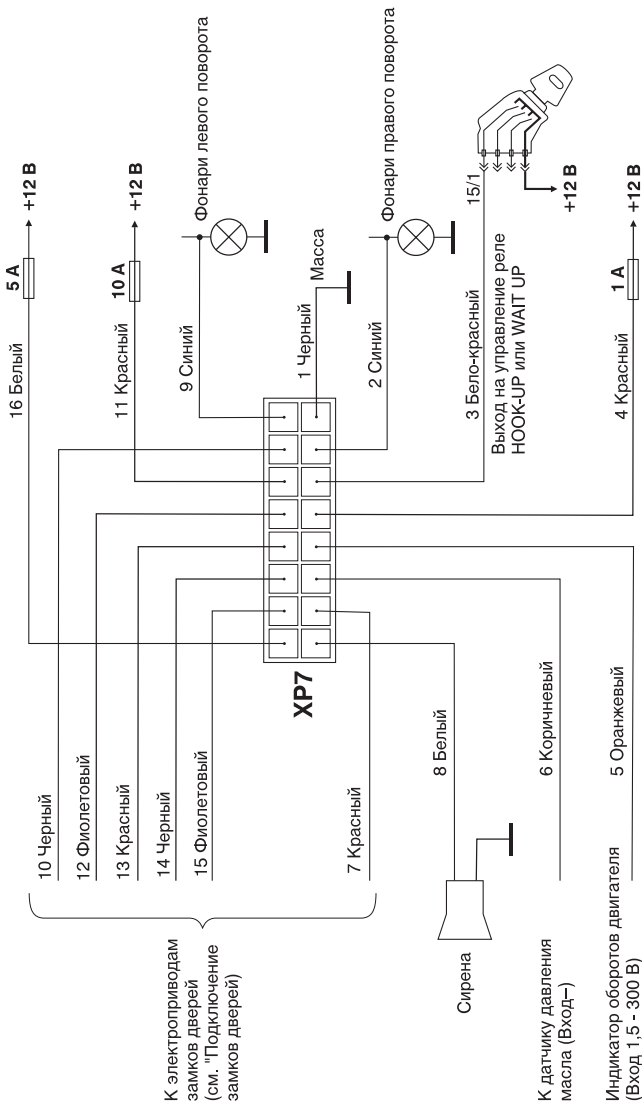 К электроприводам
замков дверей
(см. "Подключение
замков дверей)
10 Черный
12 Фиолетовый
13 Красный
14 Черный
15 Фиолетовый
7 Красный
Сирена
8 Белый
К датчику давления
масла (Вход–)
6 Коричневый
Индикатор оборотов двигателя
(Вход 1,5 - 300 В)
5 Оранжевый
XP7
16 Белый
5 А
+12 В
11 Красный
10 А
+12 В
9 Синий
Фонари левого поворота
1 Черный
Масса
2 Синий
Фонари правого поворота
3 Бело-красный
15/1
Выход на управление реле
HOOK-UP или WAIT UP
+12 В
4 Красный
1 А
+12 В